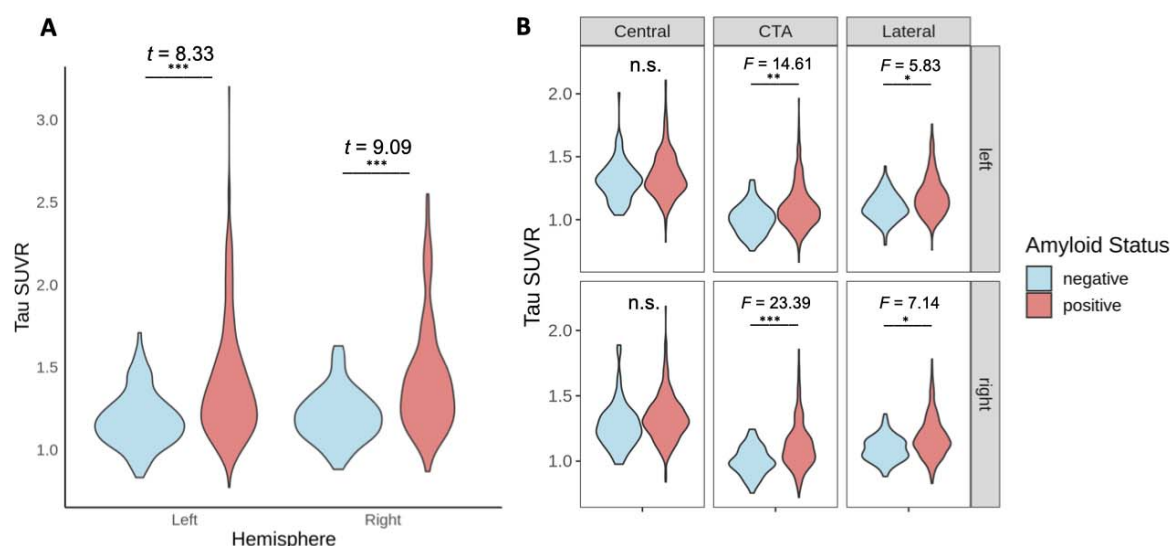 A
t = 8.33
***
t = 9.09
***
3.0
2.5
2.0
1.5
1.0
Tau SUVR
Left
Right
Hemisphere
B
Central
CTA
Lateral
n.s.
F = 14.61
**
F = 5.83
*
2.0
1.5
1.0
left
n.s.
F = 23.39
***
F = 7.14
*
2.0
1.5
1.0
right
Tau SUVR
Amyloid Status
negative
positive